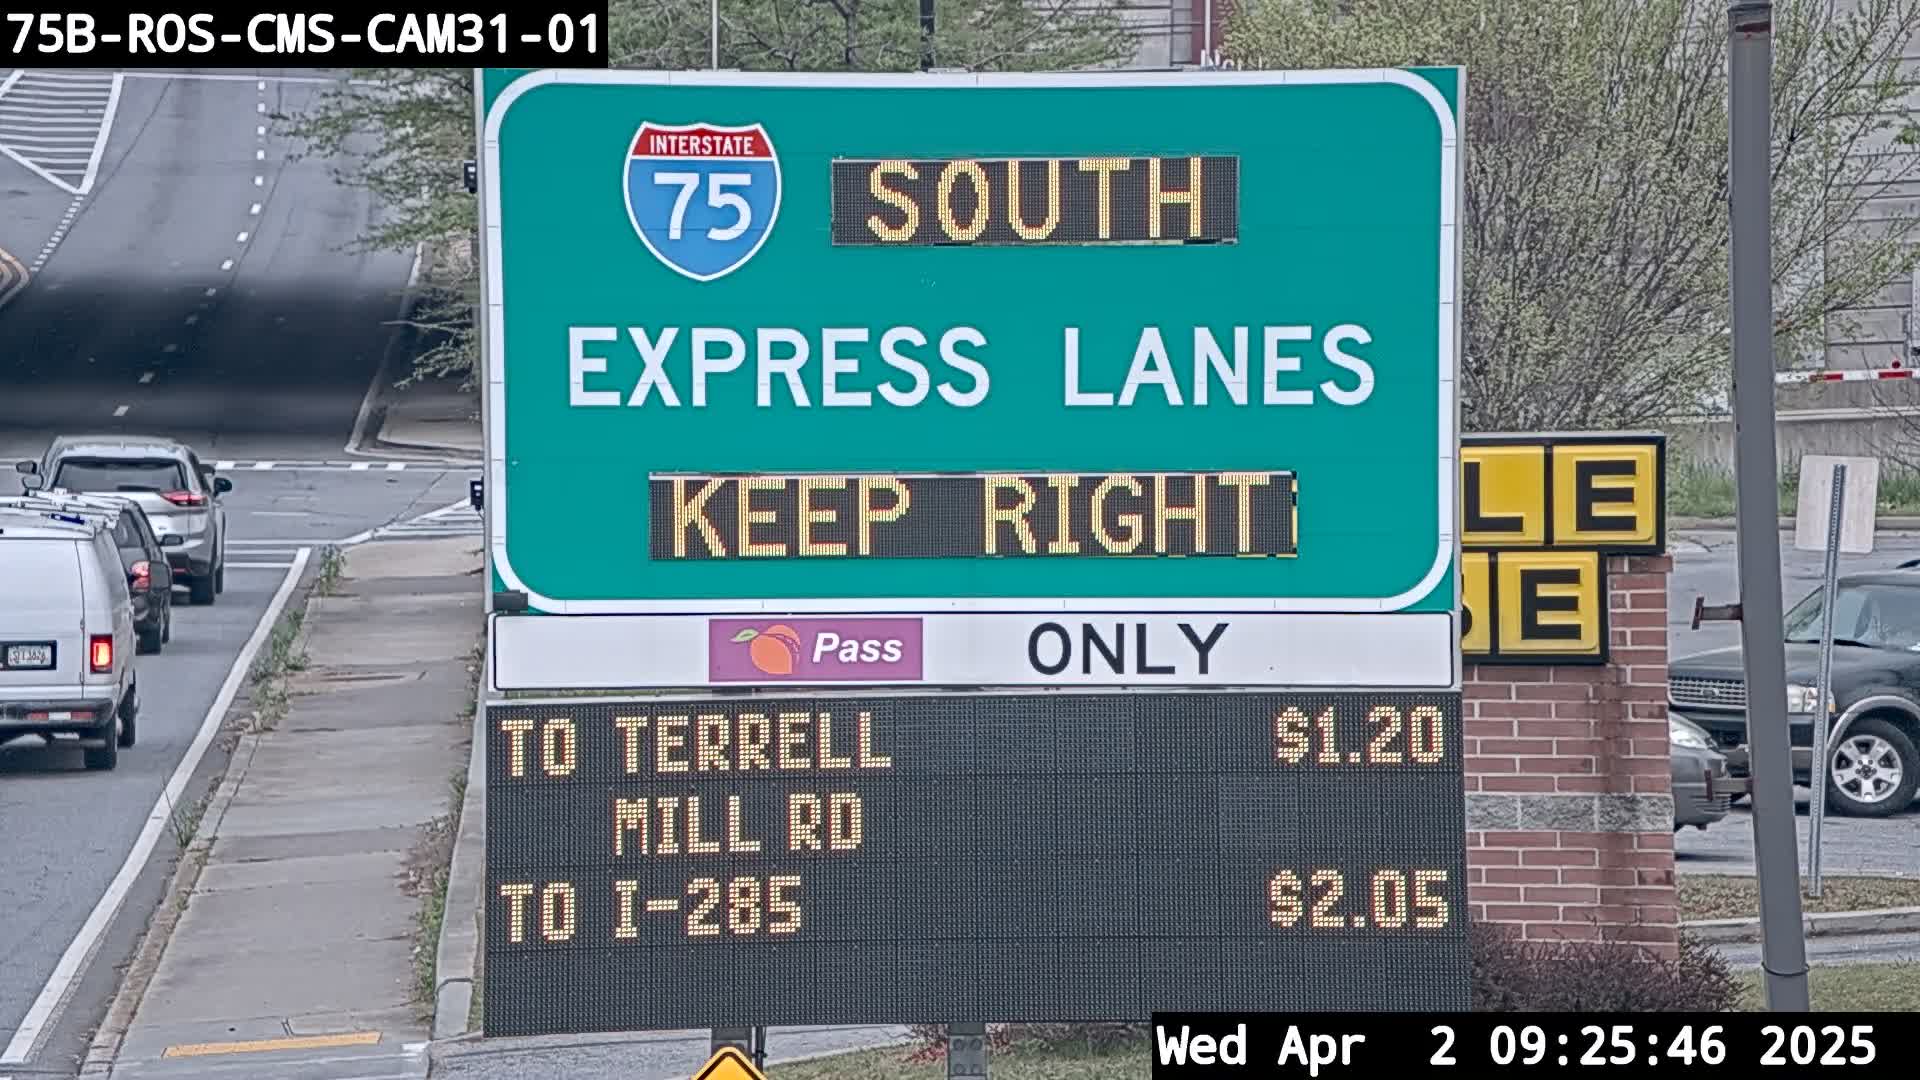 75B-ROS-CMS-CAM31-01
INTERSTATE
75
SOUTH
EXPRESS LANES
KEEP RIGHT
Pass ONLY
TO TERRELL $1.20
MILL RD
TO I-285 $2.05
LE
E
Wed Apr 2 09:25:46 2025